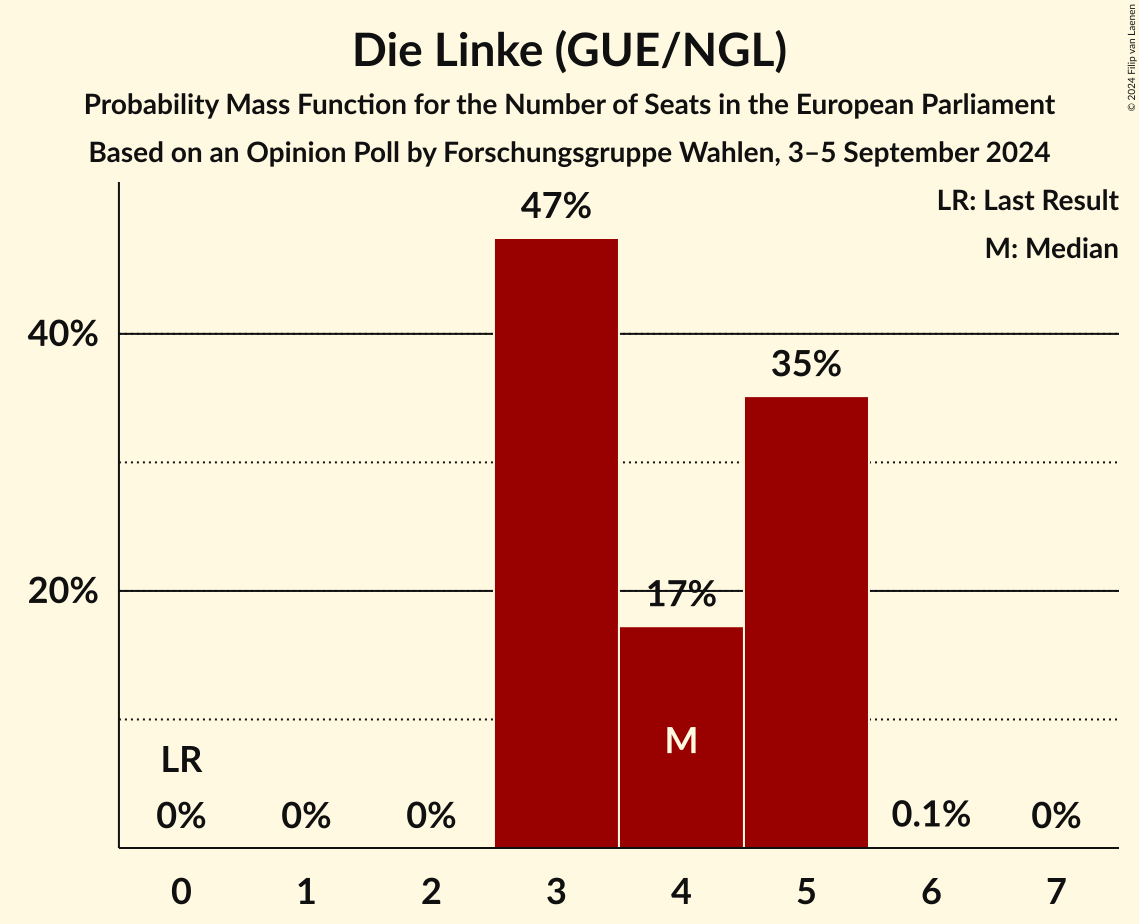 Die Linke (GUE/NGL)
Probability Mass Function for the Number of Seats in the European Parliament
Based on an Opinion Poll by Forschungsgruppe Wahlen, 3–5 September 2024
© 2024 Filip van Laenen
LR: Last Result
M: Median
47%
40%
35%
20%
17%
M
LR
0%
0%
0%
0.1%
0%
0
1
2
3
4
5
6
7